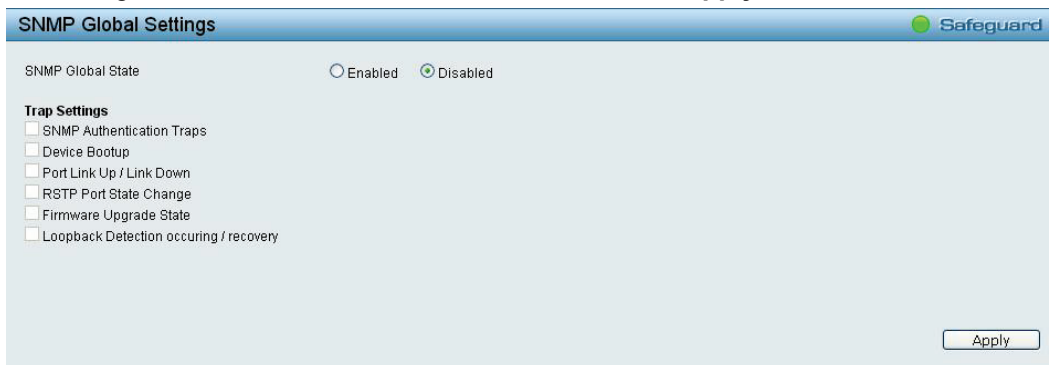 SNMP Global Settings Safeguard
SNMP Global State Enabled Disabled
Trap Settings
SNMP Authentication Traps
Device Bootup
Port Link Up / Link Down
RSTP Port State Change
Firmware Upgrade State
Loopback Detection occuring / recovery
Apply